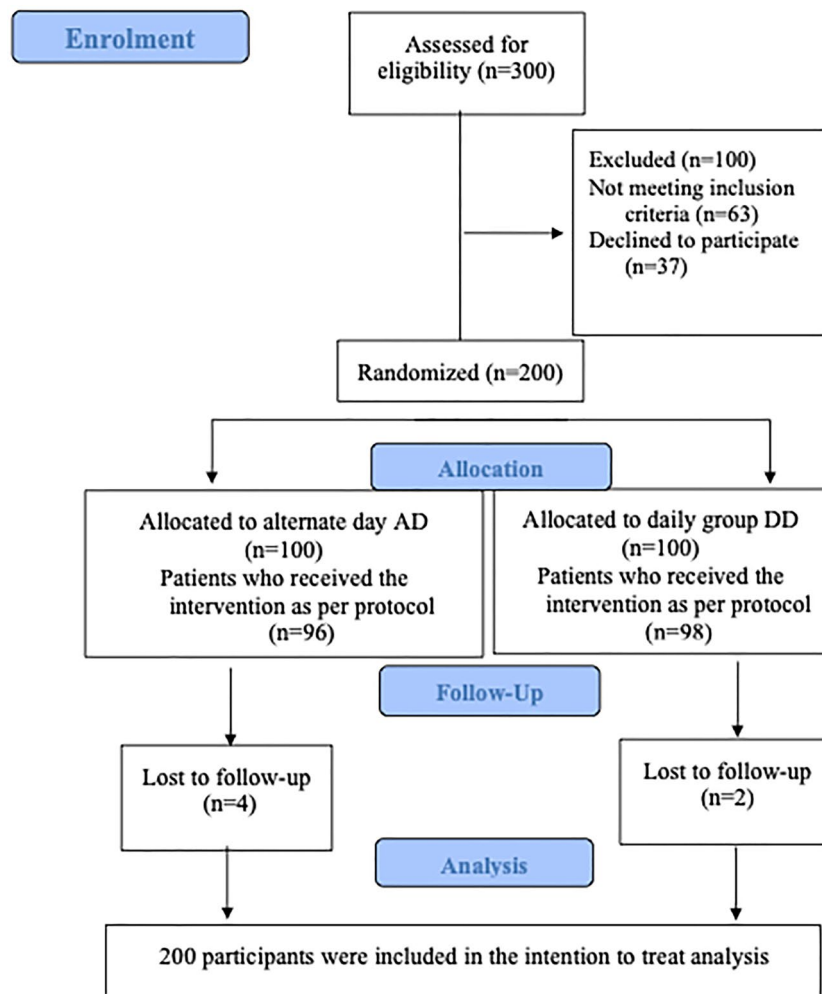 Enrolment
Assessed for
eligibility (n=300)
Excluded (n=100)
Not meeting inclusion
criteria (n=63)
Declined to participate
(n=37)
Randomized (n=200)
Allocation
Allocated to alternate day AD
(n=100)
Patients who received the
intervention as per protocol
(n=96)
Allocated to daily group DD
(n=100)
Patients who received the
intervention as per protocol
(n=98)
Follow-Up
Lost to follow-up
(n=4)
Lost to follow-up
(n=2)
Analysis
200 participants were included in the intention to treat analysis